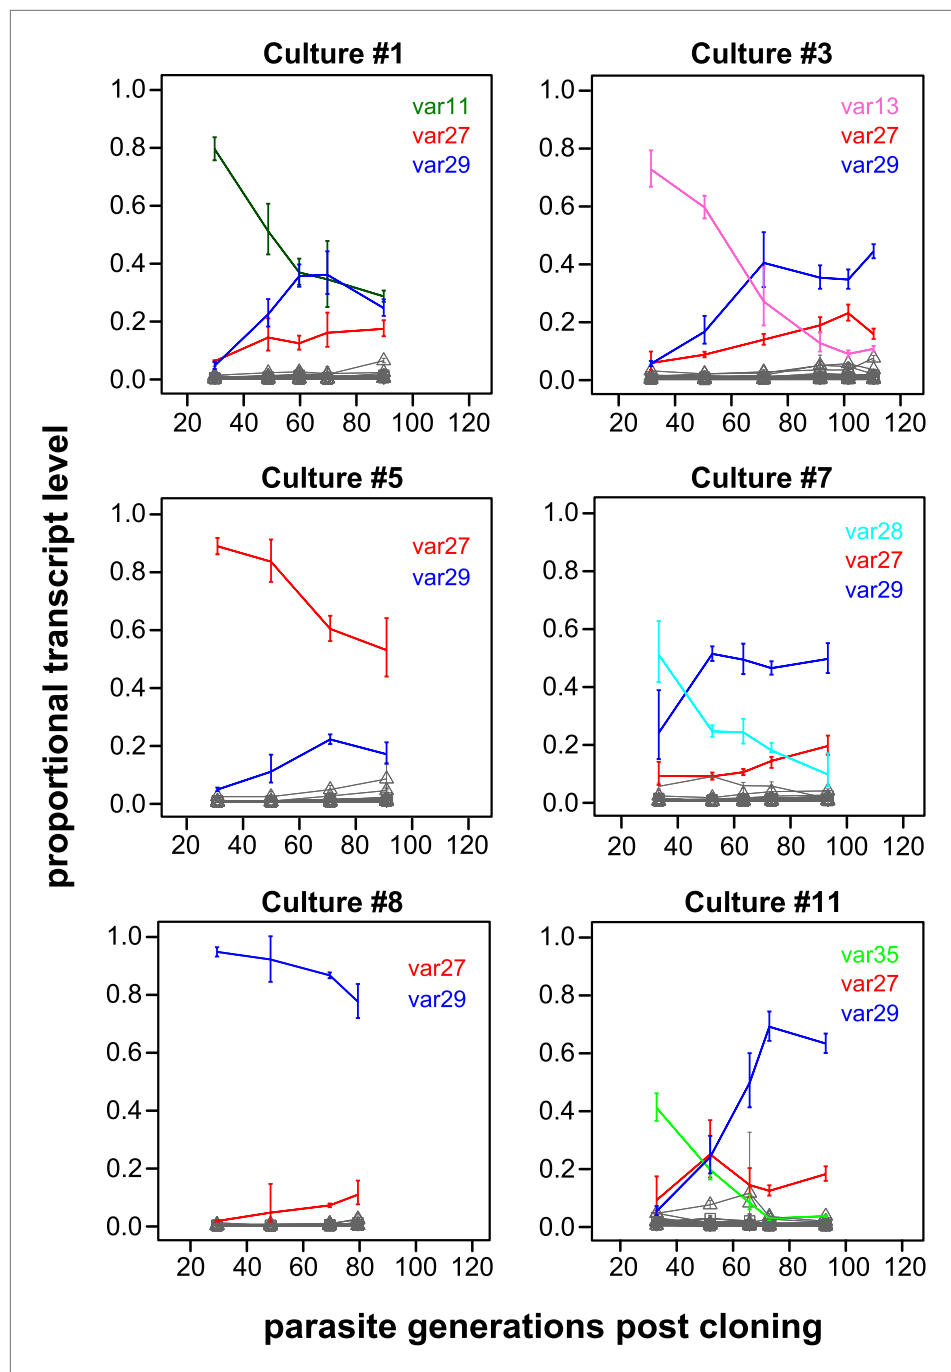 Culture #1
1.0
0.8
0.6
0.4
0.2
0.0
var11
var27
var29
20 40 60 80 100 120
Culture #3
1.0
0.8
0.6
0.4
0.2
0.0
var13
var27
var29
20 40 60 80 100 120
Culture #5
1.0
0.8
0.6
0.4
0.2
0.0
var27
var29
20 40 60 80 100 120
Culture #7
1.0
0.8
0.6
0.4
0.2
0.0
var28
var27
var29
20 40 60 80 100 120
Culture #8
1.0
0.8
0.6
0.4
0.2
0.0
var27
var29
20 40 60 80 100 120
Culture #11
1.0
0.8
0.6
0.4
0.2
0.0
var35
var27
var29
20 40 60 80 100 120
proportional transcript level
parasite generations post cloning